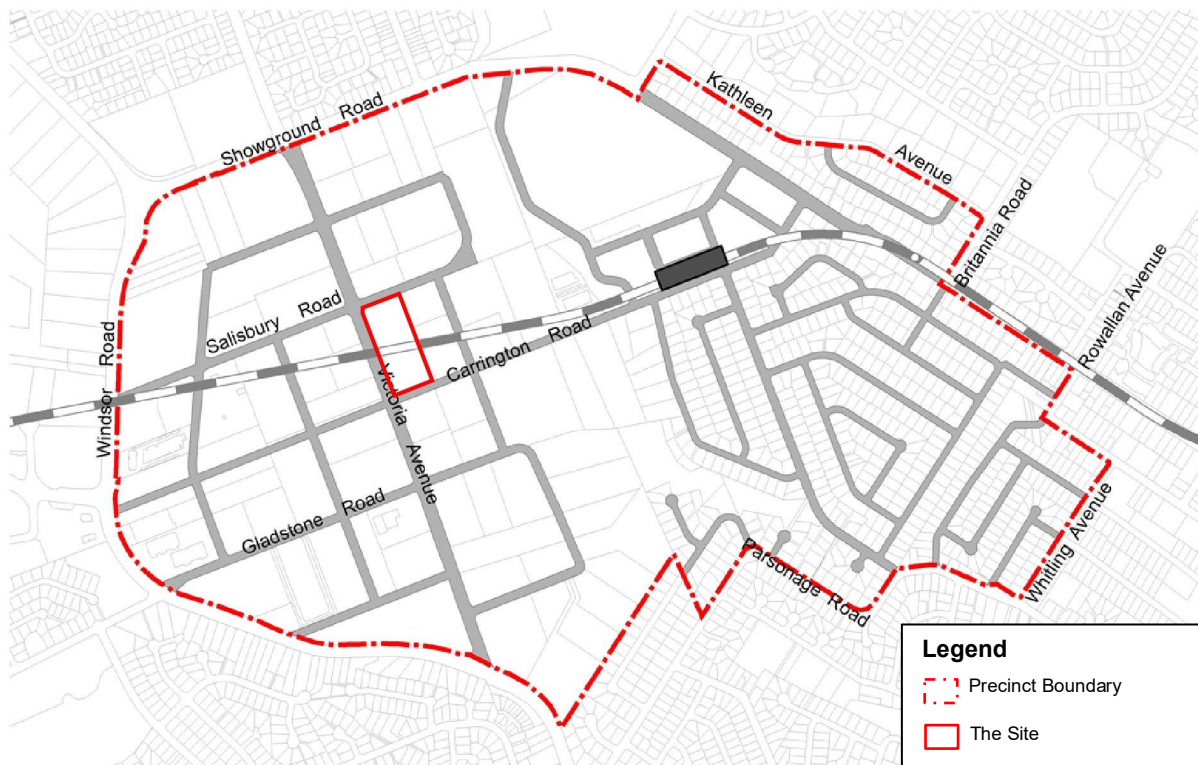 Kathleen
Avenue
Showground Road
Britannia Road
Rowallan Avenue
Salisbury Road
Windsor Road
Carrington Road
Victoria Avenue
Gladstone Road
Whitling Avenue
Parsonage Road
Legend
Precinct Boundary
The Site